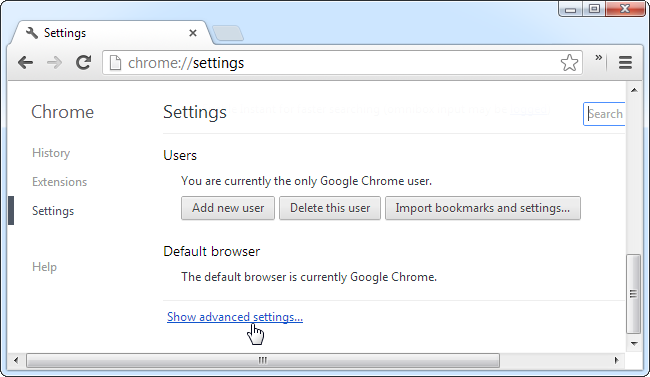 Settings
chrome://settings
Chrome
Settings
Search
History
Extensions
Settings
Help
Users
You are currently the only Google Chrome user.
Add new user
Delete this user
Import bookmarks and settings...
Default browser
The default browser is currently Google Chrome.
Show advanced settings...